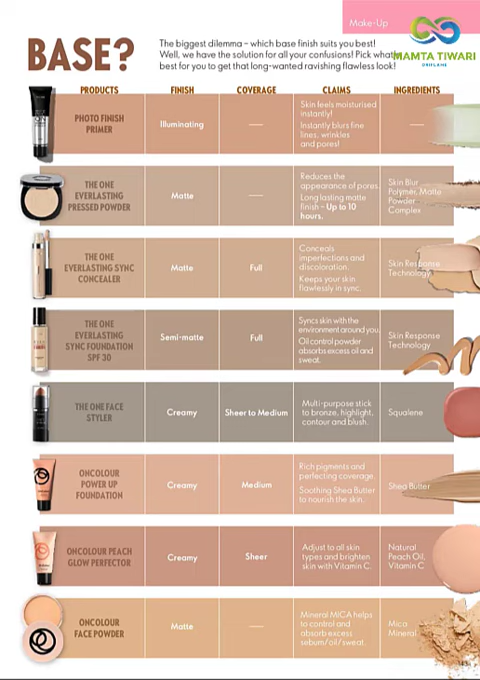 Make-Up
MAMTA TIWARI
ORIFLAME
BASE?
The biggest dilemma – which base finish suits you best!
Well, we have the solution for all your confusions! Pick what
best for you to get that long-wanted ravishing flawless look!
PRODUCTS FINISH COVERAGE CLAIMS INGREDIENTS
PHOTO FINISH
PRIMER
Illuminating
—
Skin feels moisturised
instantly!
Instantly blurs fine
lines, wrinkles
and pores!
—
THE ONE
EVERLASTING
PRESSED POWDER
Matte
—
Reduces the
appearance of pores.
Long lasting matte
finish – Up to 10
hours.
Skin Blur
Polymer, Matte
Powder
Complex
THE ONE
EVERLASTING SYNC
CONCEALER
Matte
Full
Conceals
imperfections and
discoloration.
Keeps your skin
flawlessly in sync.
Skin Response
Technology
THE ONE
EVERLASTING
SYNC FOUNDATION
SPF 30
Semi-matte
Full
Syncs skin with the
environment around you.
Oil control powder
absorbs excess oil and
sweat.
Skin Response
Technology
THE ONE FACE
STYLER
Creamy
Sheer to Medium
Multi-purpose stick
to bronze, highlight,
contour and blush.
Squalene
ONCOLOUR
POWER UP
FOUNDATION
Creamy
Medium
Rich pigments and
perfecting coverage.
Soothing Shea Butter
to nourish the skin.
Shea Butter
ONCOLOUR PEACH
GLOW PERFECTOR
Creamy
Sheer
Adjust to all skin
types and brighten
skin with Vitamin C.
Natural
Peach Oil,
Vitamin C
ONCOLOUR
FACE POWDER
Matte
—
Mineral MICA helps
to control and
absorb excess
sebum/oil/sweat.
Mica
Mineral